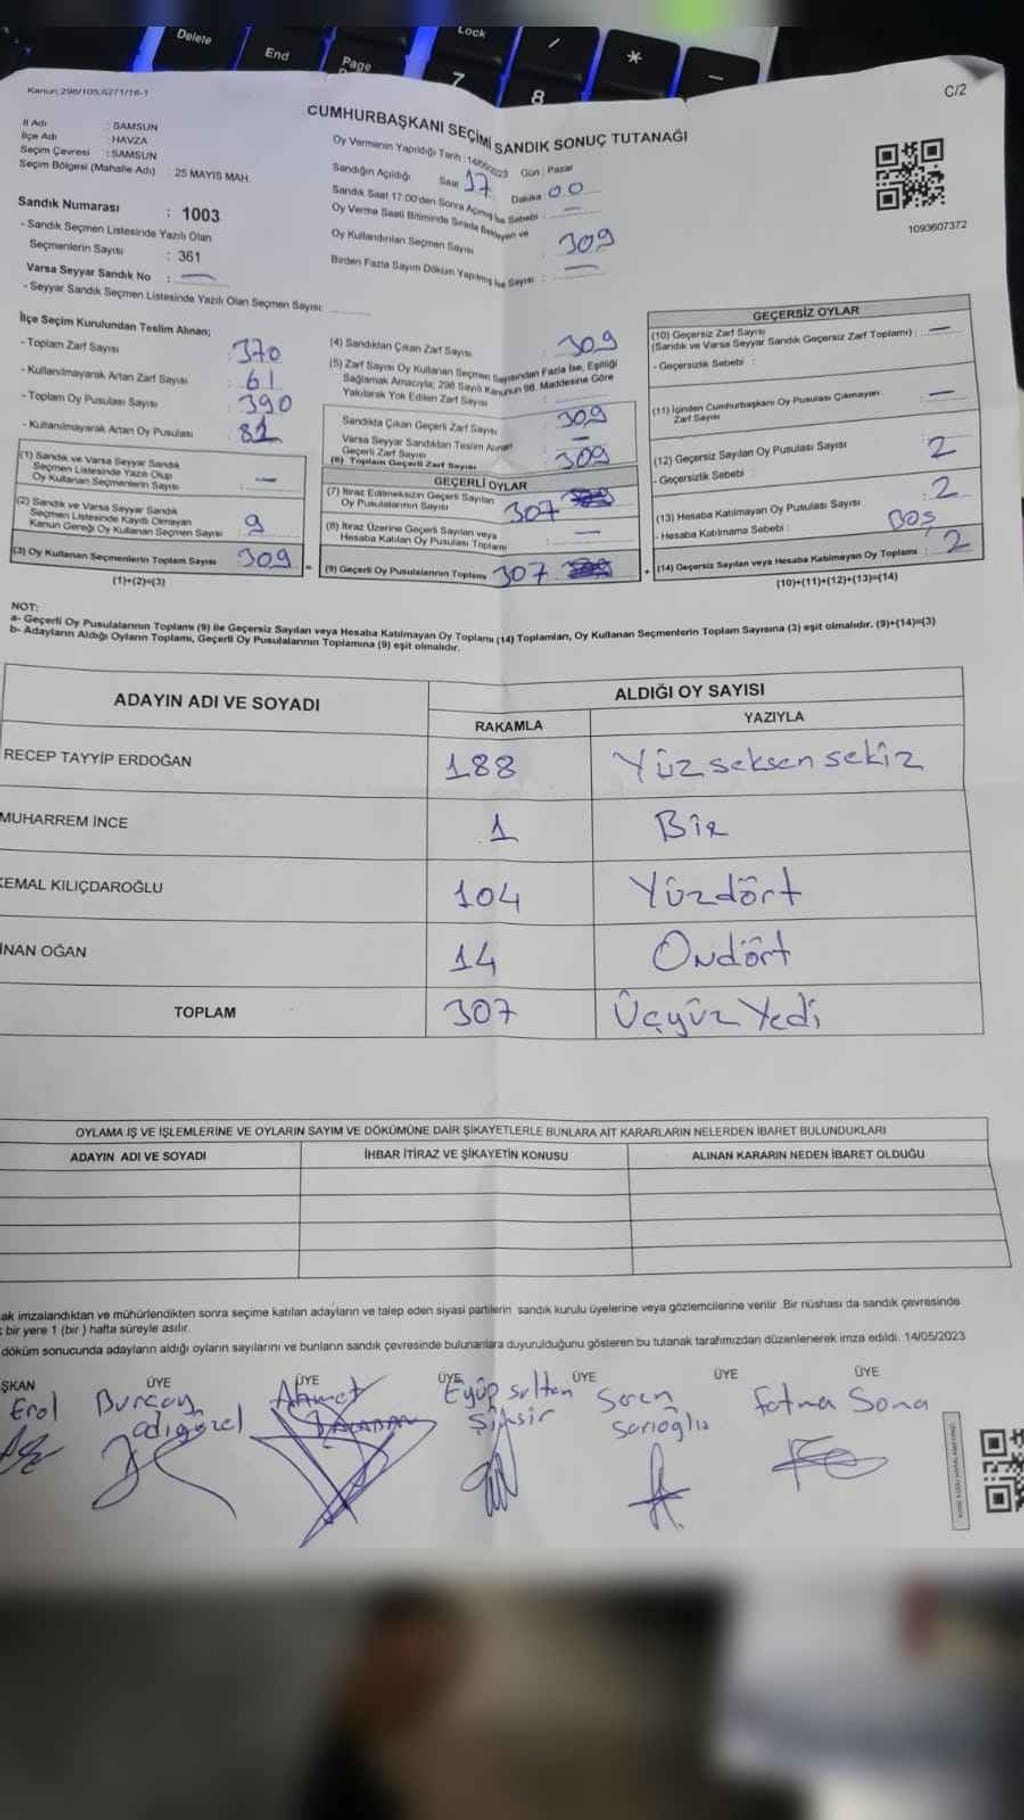 Delete
End
Page
Lock
7
8
/
*
-
Kanun:298/105,6271/18-1
C/2
CUMHURBAŞKANI SEÇİMİ SANDIK SONUÇ TUTANAĞI
İl Adı : SAMSUN
İlçe Adı : HAVZA
Seçim Çevresi : SAMSUN
Seçim Bölgesi (Mahalle Adı) : 25 MAYIS MAH.
Sandık Numarası : 1003
- Sandık Seçmen Listesinde Yazılı Olan
Seçmenlerin Sayısı : 361
Varsa Seyyar Sandık No : —
- Seyyar Sandık Seçmen Listesinde Yazılı Olan Seçmen Sayısı:
Oy Vermenin Yapıldığı Tarih : 14/05/2023 Gün : Pazar
Sandığın Açıldığı Saat 17 Dakika 00
Sandık Saat 17:00'den Sonra Açılmış İse Sebebi : —
Oy Verme Saati Bitiminde Sırada Bekleyen ve
Oy Kullandırılan Seçmen Sayısı : 309
Birden Fazla Sayım Döküm Yapılmış İse Sayısı : —
1093607372
İlçe Seçim Kurulundan Teslim Alınan;
- Toplam Zarf Sayısı : 370
- Kullanılmayarak Artan Zarf Sayısı : 61
- Toplam Oy Pusulası Sayısı : 390
- Kullanılmayarak Artan Oy Pusulası : 81
(1) Sandık ve Varsa Seyyar Sandık
Seçmen Listesinde Yazılı Olup
Oy Kullanan Seçmenlerin Sayısı : —
(2) Sandık ve Varsa Seyyar Sandık
Seçmen Listesinde Kayıtlı Olmayan
Kanun Gereği Oy Kullanan Seçmen Sayısı : 9
(3) Oy Kullanan Seçmenlerin Toplam Sayısı : 309
(1)+(2)=(3)
(4) Sandıktan Çıkan Zarf Sayısı : 309
(5) Zarf Sayısı Oy Kullanan Seçmen Sayısından Fazla İse, Eşitliği
Sağlamak Amacıyla; 298 Sayılı Kanunun 98. Maddesine Göre
Yakılarak Yok Edilen Zarf Sayısı :
Sandıkta Çıkan Geçerli Zarf Sayısı : 309
Varsa Seyyar Sandıktan Teslim Alınan
Geçerli Zarf Sayısı : —
(6) Toplam Geçerli Zarf Sayısı : 309
GEÇERLİ OYLAR
(7) İtiraz Edilmeksizin Geçerli Sayılan
Oy Pusulalarının Sayısı : 307
(8) İtiraz Üzerine Geçerli Sayılan veya
Hesaba Katılan Oy Pusulası Toplamı : —
(9) Geçerli Oy Pusulalarının Toplamı : 307
GEÇERSİZ OYLAR
(10) Geçersiz Zarf Sayısı
(Sandık ve Varsa Seyyar Sandık Geçersiz Zarf Toplamı) : —
- Geçersizlik Sebebi :
(11) İçinden Cumhurbaşkanı Oy Pusulası Çıkmayan
Zarf Sayısı : —
(12) Geçersiz Sayılan Oy Pusulası Sayısı : 2
- Geçersizlik Sebebi :
(13) Hesaba Katılmayan Oy Pusulası Sayısı : 2
- Hesaba Katılmama Sebebi : BOŞ
(14) Geçersiz Sayılan veya Hesaba Katılmayan Oy Toplamı : 2
(10)+(11)+(12)+(13)=(14)
NOT:
a- Geçerli Oy Pusulalarının Toplamı (9) ile Geçersiz Sayılan veya Hesaba Katılmayan Oy Toplamı (14) Toplamları, Oy Kullanan Seçmenlerin Toplam Sayısına (3) eşit olmalıdır. (9)+(14)=(3)
b- Adayların Aldığı Oyların Toplamı, Geçerli Oy Pusulalarının Toplamına (9) eşit olmalıdır.
ADAYIN ADI VE SOYADI
ALDIĞI OY SAYISI
RAKAMLA YAZIYLA
RECEP TAYYİP ERDOĞAN 188 Yüzseksensekiz
MUHARREM İNCE 1 Bir
KEMAL KILIÇDAROĞLU 104 Yüzdört
İNAN OĞAN 14 Ondört
TOPLAM 307 Üçyüz Yedi
OYLAMA İŞ VE İŞLEMLERİNE VE OYLARIN SAYIM VE DÖKÜMÜNE DAİR ŞİKAYETLERLE BUNLARA AİT KARARLARIN NELERDEN İBARET BULUNDUKLARI
ADAYIN ADI VE SOYADI İHBAR İTİRAZ VE ŞİKAYETİN KONUSU ALINAN KARARIN NEDEN İBARET OLDUĞU
ak imzalandıktan ve mühürlendikten sonra seçime katılan adayların ve talep eden siyasi partilerin sandık kurulu üyelerine veya gözlemcilerine verilir. Bir nüshası da sandık çevresinde
bir yere 1 (bir) hafta süreyle asılır.
döküm sonucunda adayların aldığı oyların sayılarını ve bunların sandık çevresinde bulunanlara duyurulduğunu gösteren bu tutanak tarafımızdan düzenlenerek imza edildi. 14/05/2023
ŞKAN ÜYE ÜYE ÜYE ÜYE ÜYE ÜYE
Erol Burçay Ahmet Eyüp sultan Seren Fatma Sona
adıgüzel BALABAN Sarıoğlu